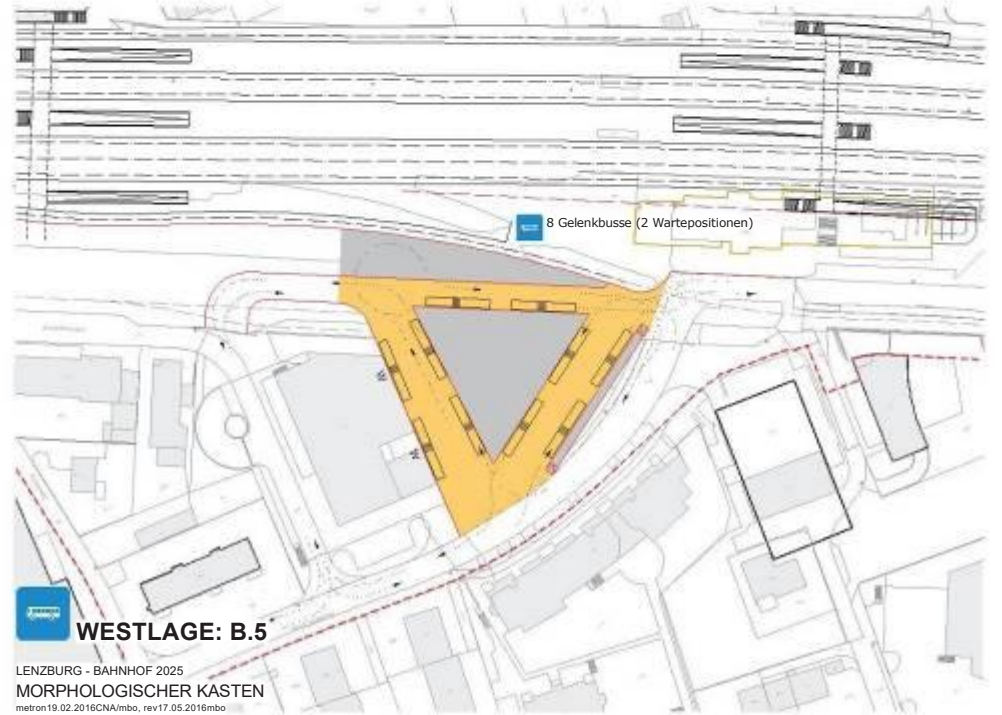 8 Gelenkbusse (2 Wartepositionen)
WESTLAGE: B.5
LENZBURG - BAHNHOF 2025
MORPHOLOGISCHER KASTEN
metron19.02.2016CNA/mbo, rev17.05.2016mbo